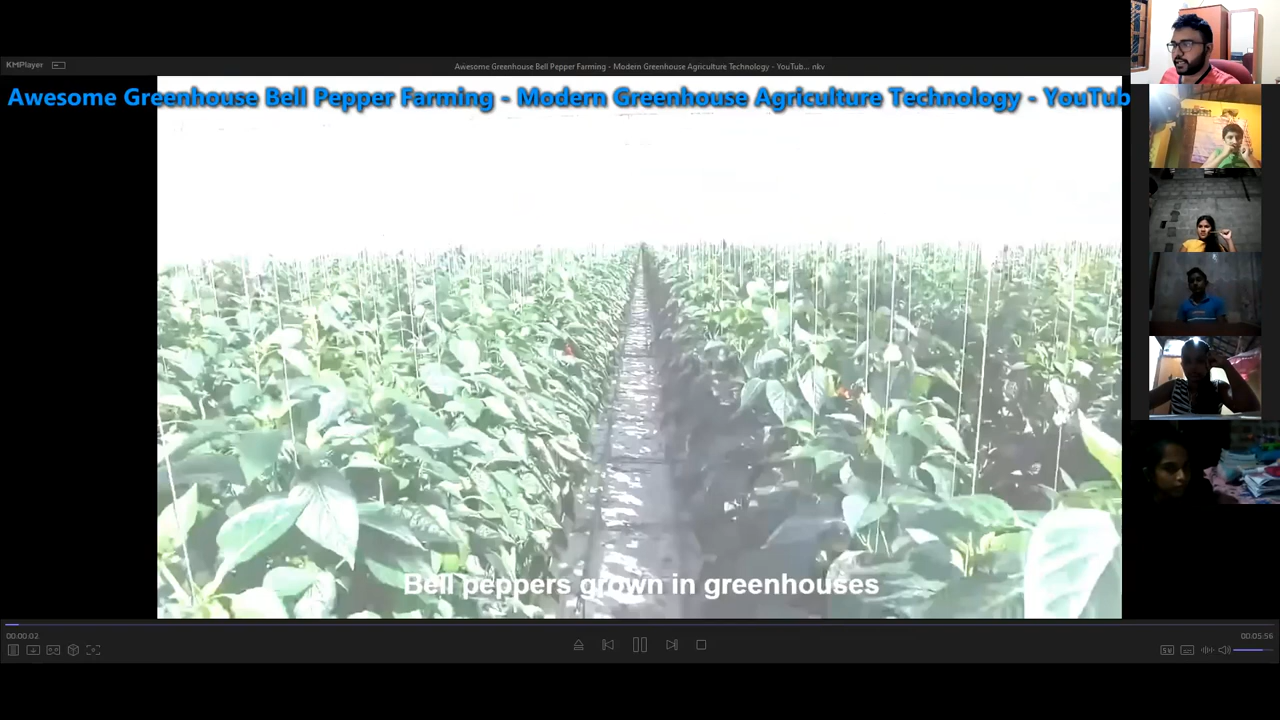 KMPlayer
Awesome Greenhouse Bell Pepper Farming - Modern Greenhouse Agriculture Technology - YouTub... nkv
Awesome Greenhouse Bell Pepper Farming - Modern Greenhouse Agriculture Technology - YouTub
Bell peppers grown in greenhouses
00:00:02
00:05:56